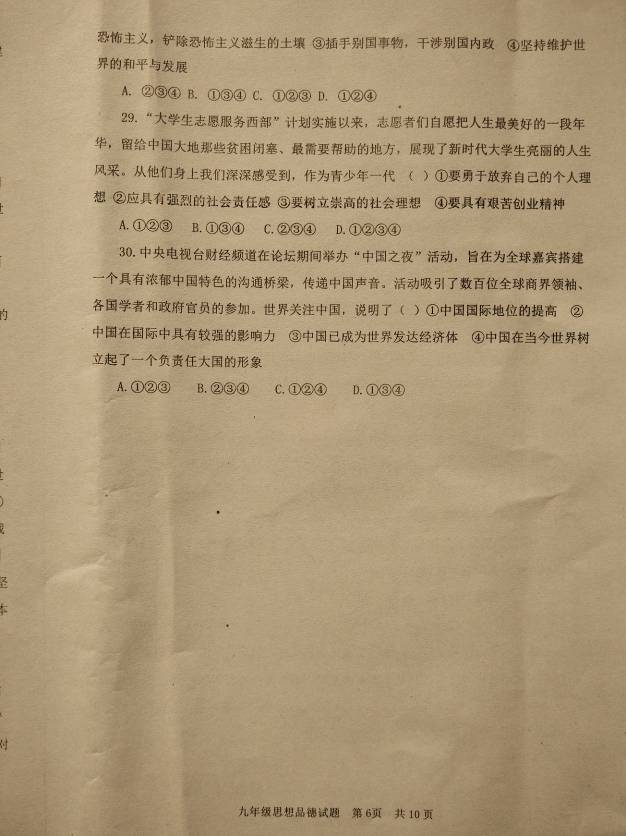 恐怖主义，铲除恐怖主义滋生的土壤 ③插手别国事物，干涉别国内政 ④坚持维护世
界的和平与发展
A. ②③④ B. ①③④ C. ①②③ D. ①②④
29. “大学生志愿服务西部”计划实施以来，志愿者们自愿把人生最美好的一段年
华，留给中国大地那些贫困闭塞、最需要帮助的地方，展现了新时代大学生亮丽的人生
风采。从他们身上我们深深感受到，作为青少年一代 （ ）①要勇于放弃自己的个人理
想 ②应具有强烈的社会责任感 ③要树立崇高的社会理想 ④要具有艰苦创业精神
A.①②③ B.①③④ C.②③④ D.①②③④
30.中央电视台财经频道在论坛期间举办“中国之夜”活动，旨在为全球嘉宾搭建
一个具有浓郁中国特色的沟通桥梁，传递中国声音。活动吸引了数百位全球商界领袖、
各国学者和政府官员的参加。世界关注中国，说明了（ ）①中国国际地位的提高 ②
中国在国际中具有较强的影响力 ③中国已成为世界发达经济体 ④中国在当今世界树
立起了一个负责任大国的形象
A.①②③ B.②③④ C.①②④ D.①③④
的
坚
本
对
九年级思想品德试题 第6页 共10页